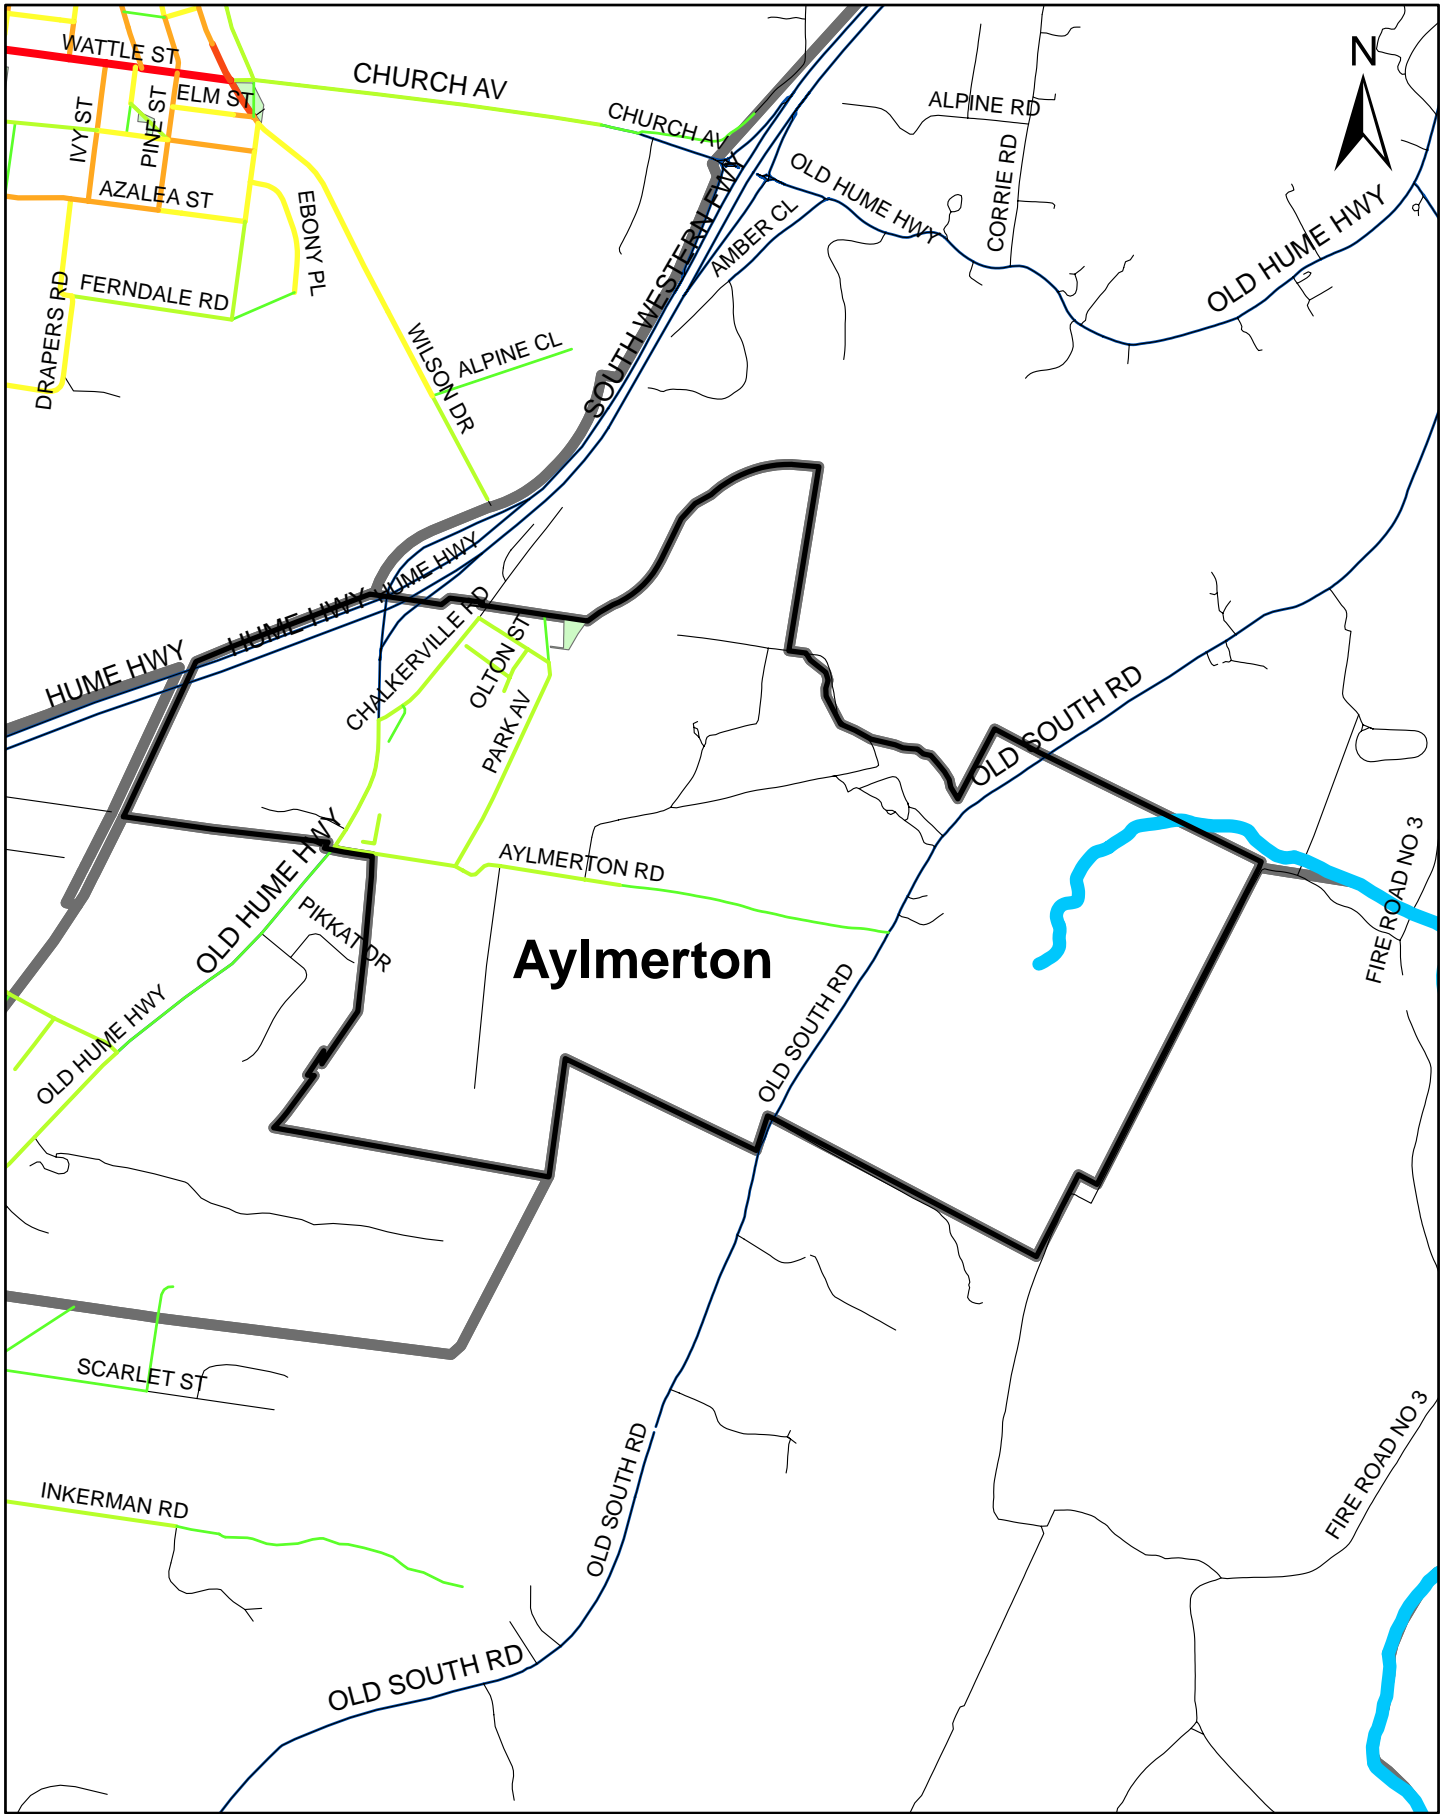 WATTLE ST
CHURCH AV
N
ELM ST
ALPINE RD
CHURCH AV
IVY ST
PINE ST
OLD HUME HWY
CORRIE RD
AZALEA ST
EBONY PL
AMBER CL
OLD HUME HWY
SOUTH WESTERN FWY
FERNDALE RD
DRAPERS RD
WILSON DR
ALPINE CL
HUME HWY
HUME HWY
HUME HWY
CHALKERVILLE RD
OLTON ST
PARK AV
OLD SOUTH RD
OLD HUME HWY
AYLMERTON RD
FIRE ROAD NO 3
PIKKAT DR
Aylmerton
OLD HUME HWY
OLD SOUTH RD
SCARLET ST
OLD SOUTH RD
FIRE ROAD NO 3
INKERMAN RD
OLD SOUTH RD